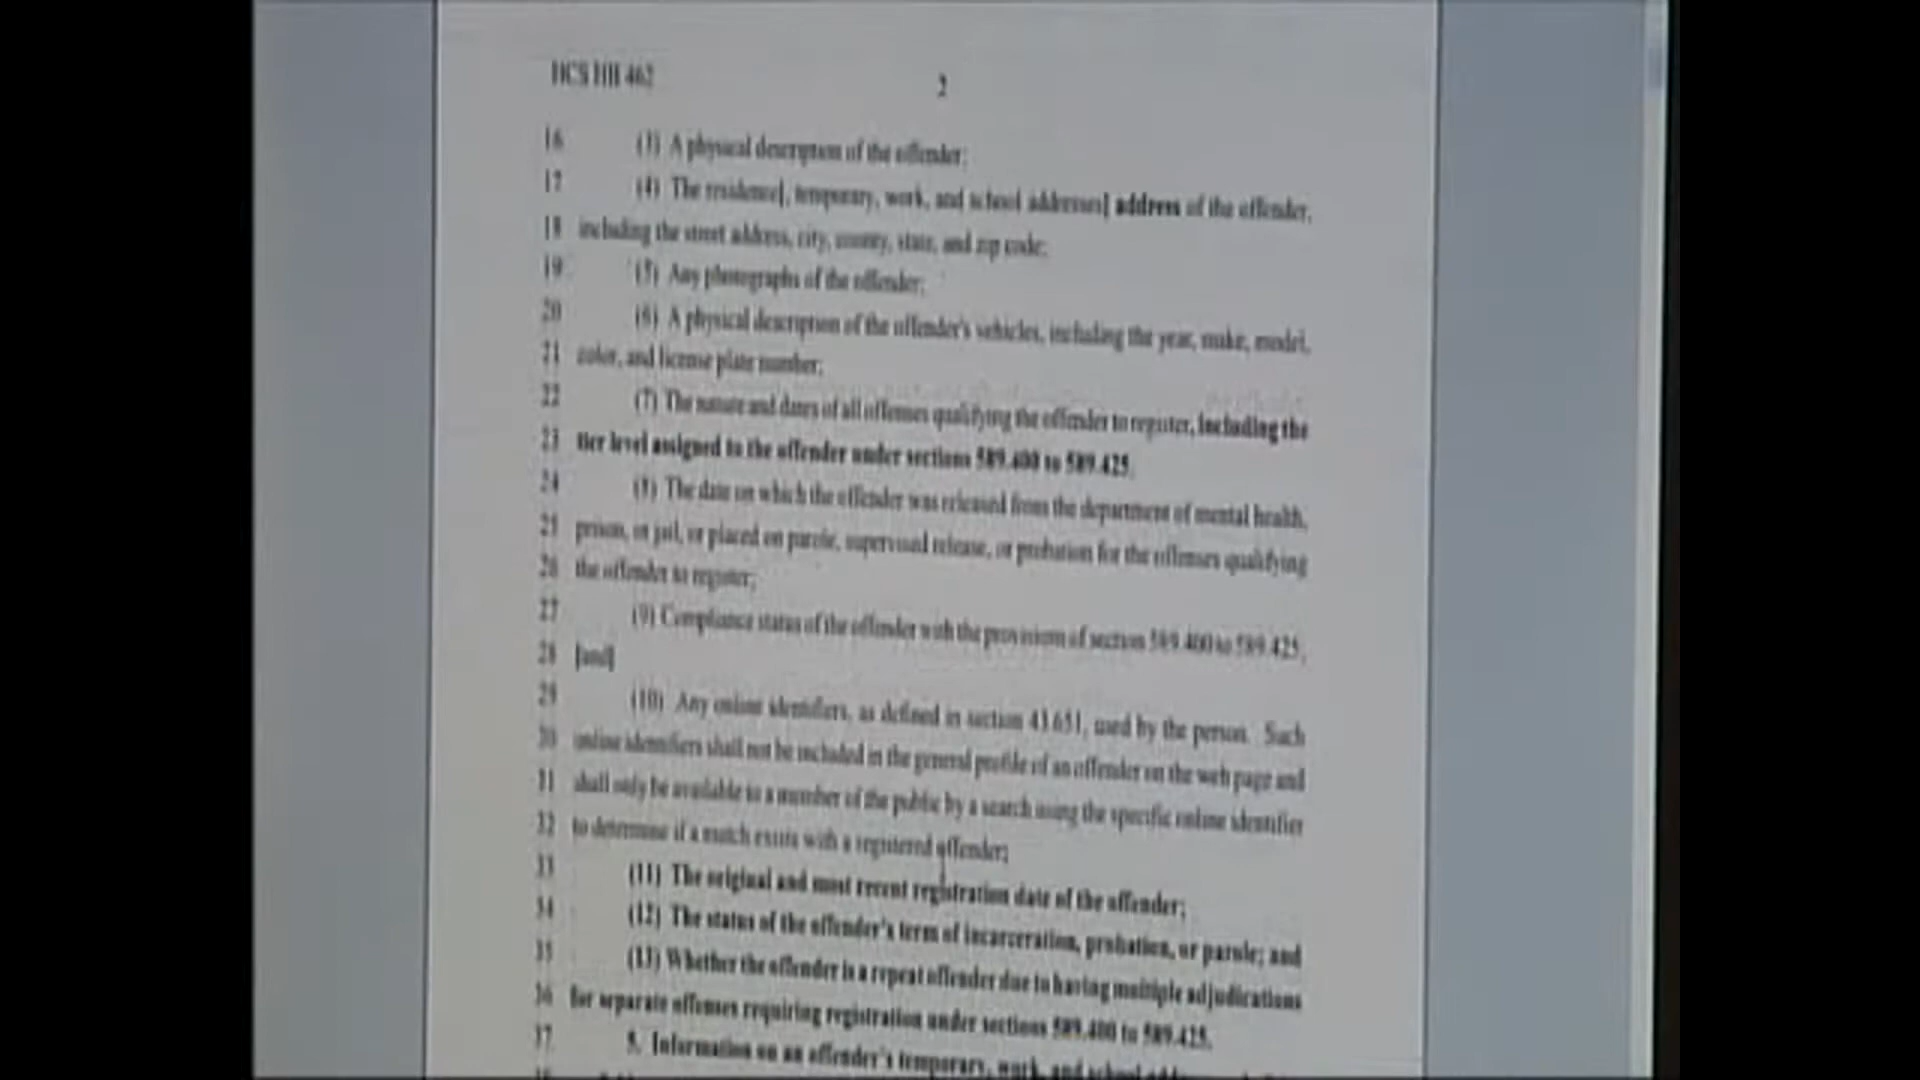 HCS HB 462 2
16 (3) A physical description of the offender;
17 (4) The residence[, temporary, work, and school addresses] address of the offender,
18 including the street address, city, county, state, and zip code;
19 (5) Any photographs of the offender;
20 (6) A physical description of the offender's vehicles, including the year, make, model,
21 color, and license plate number;
22 (7) The nature and dates of all offenses qualifying the offender to register, including the
23 tier level assigned to the offender under sections 589.400 to 589.425;
24 (8) The date on which the offender was released from the department of mental health,
25 prison, or jail, or placed on parole, supervised release, or probation for the offenses qualifying
26 the offender to register;
27 (9) Compliance status of the offender with the provisions of section 589.400 to 589.425;
28 [and]
29 (10) Any online identifiers, as defined in section 43.651, used by the person. Such
30 online identifiers shall not be included in the general profile of an offender on the web page and
31 shall only be available to a member of the public by a search using the specific online identifier
32 to determine if a match exists with a registered offender;
33 (11) The original and most recent registration date of the offender;
34 (12) The status of the offender's term of incarceration, probation, or parole; and
35 (13) Whether the offender is a repeat offender due to having multiple adjudications
36 for separate offenses requiring registration under sections 589.400 to 589.425.
37 5. Information on an offender's temporary, work, and school